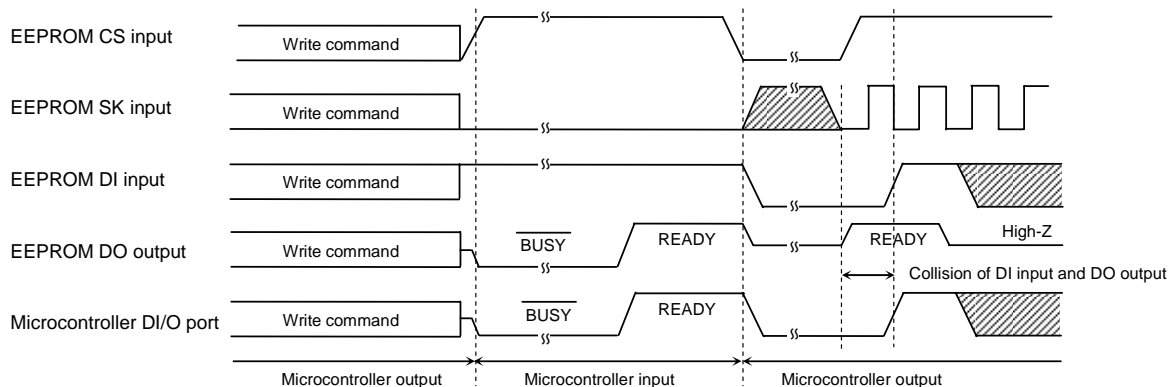 EEPROM CS input
Write command
EEPROM SK input
Write command
EEPROM DI input
Write command
EEPROM DO output
Write command
BUSY
READY
READY
High-Z
Collision of DI input and DO output
Microcontroller DI/O port
Write command
BUSY
READY
Microcontroller output
Microcontroller input
Microcontroller output